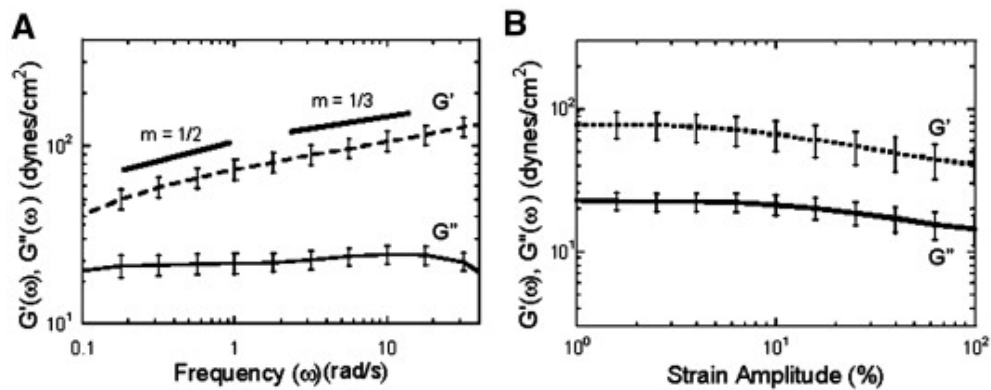 A
G'(ω), G"(ω) (dynes/cm²)
10²
10¹
m = 1/2
m = 1/3
G'
G"
0.1
1
10
Frequency (ω)(rad/s)
B
G'(ω), G"(ω) (dynes/cm²)
10²
10¹
G'
G"
10⁰
10¹
10²
Strain Amplitude (%)